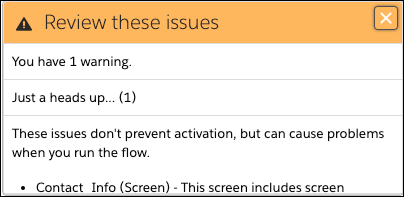 Review these issues
You have 1 warning.
Just a heads up... (1)
These issues don't prevent activation, but can cause problems
when you run the flow.
• Contact_Info (Screen) - This screen includes screen